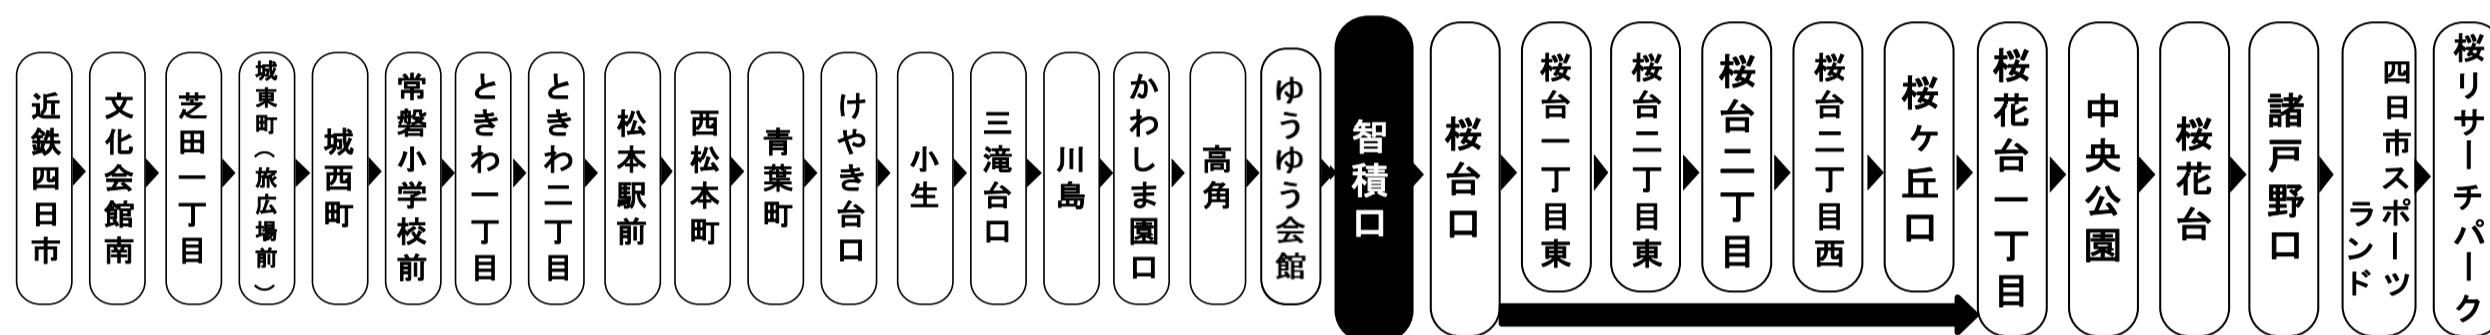 近鉄四日市
文化会館南
芝田一丁目
城東町（旅広場前）
城西町
常磐小学校前
ときわ一丁目
ときわ二丁目
松本駅前
西松本町
青葉町
けやき台口
小生
三滝台口
川島
かわしま園口
高角
ゆうゆう会館
智積口
桜台口
桜台一丁目東
桜台二丁目東
桜台二丁目
桜台二丁目西
桜ヶ丘口
桜花台一丁目
中央公園
桜花台
諸戸野口
四日市スポーツ
ランド
桜リサーチパーク